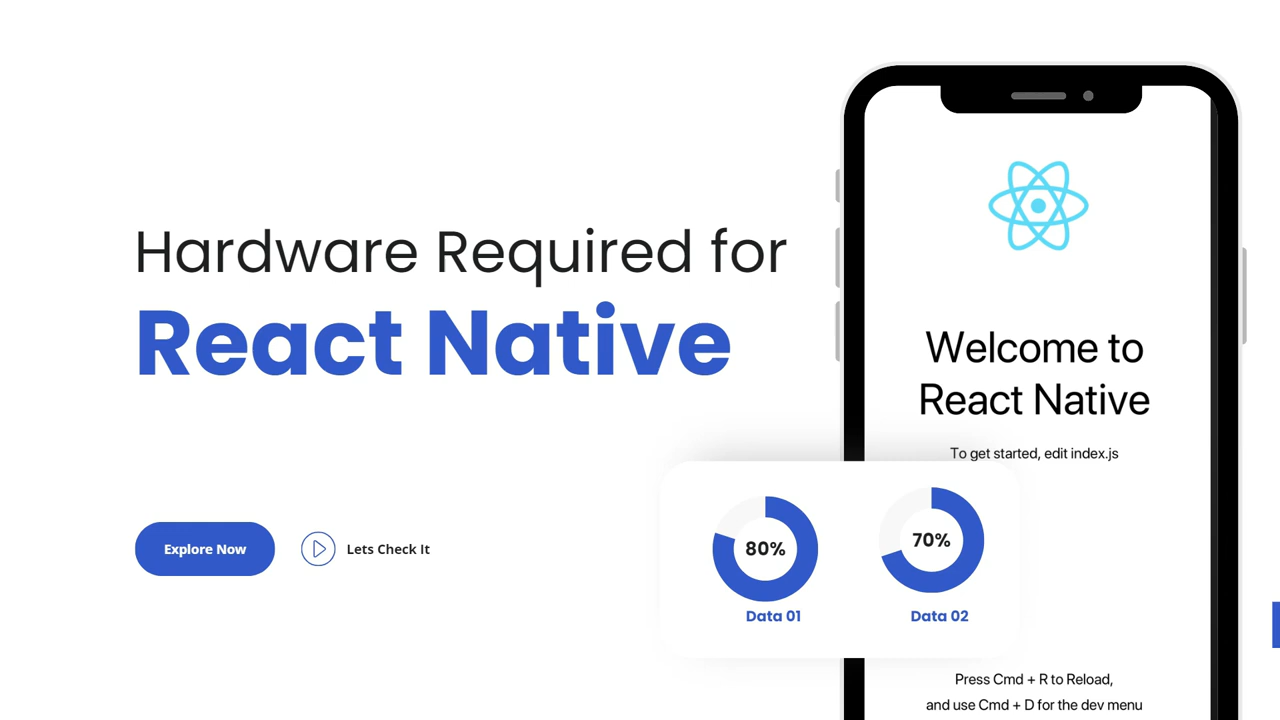 Hardware Required for
React Native
Explore Now
Lets Check It
Welcome to
React Native
To get started, edit index.js
80%
70%
Data 01
Data 02
Press Cmd + R to Reload,
and use Cmd + D for the dev menu